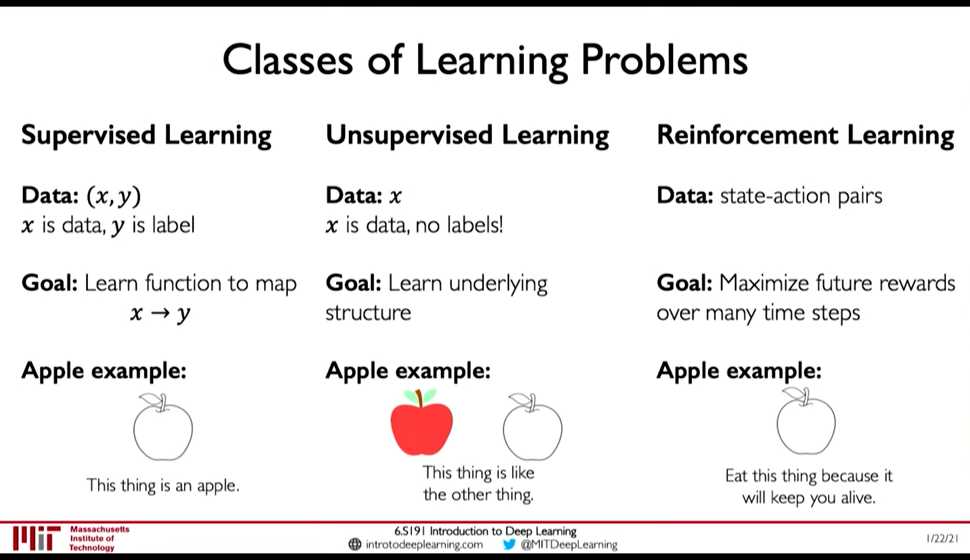 Classes of Learning Problems
Supervised Learning
Data: (x, y)
x is data, y is label
Goal: Learn function to map
x → y
Apple example:
This thing is an apple.
Unsupervised Learning
Data: x
x is data, no labels!
Goal: Learn underlying
structure
Apple example:
This thing is like
the other thing.
Reinforcement Learning
Data: state-action pairs
Goal: Maximize future rewards
over many time steps
Apple example:
Eat this thing because it
will keep you alive.
Massachusetts
Institute of
Technology
6.S191 Introduction to Deep Learning
introtodeeplearning.com @MITDeepLearning
1/22/21